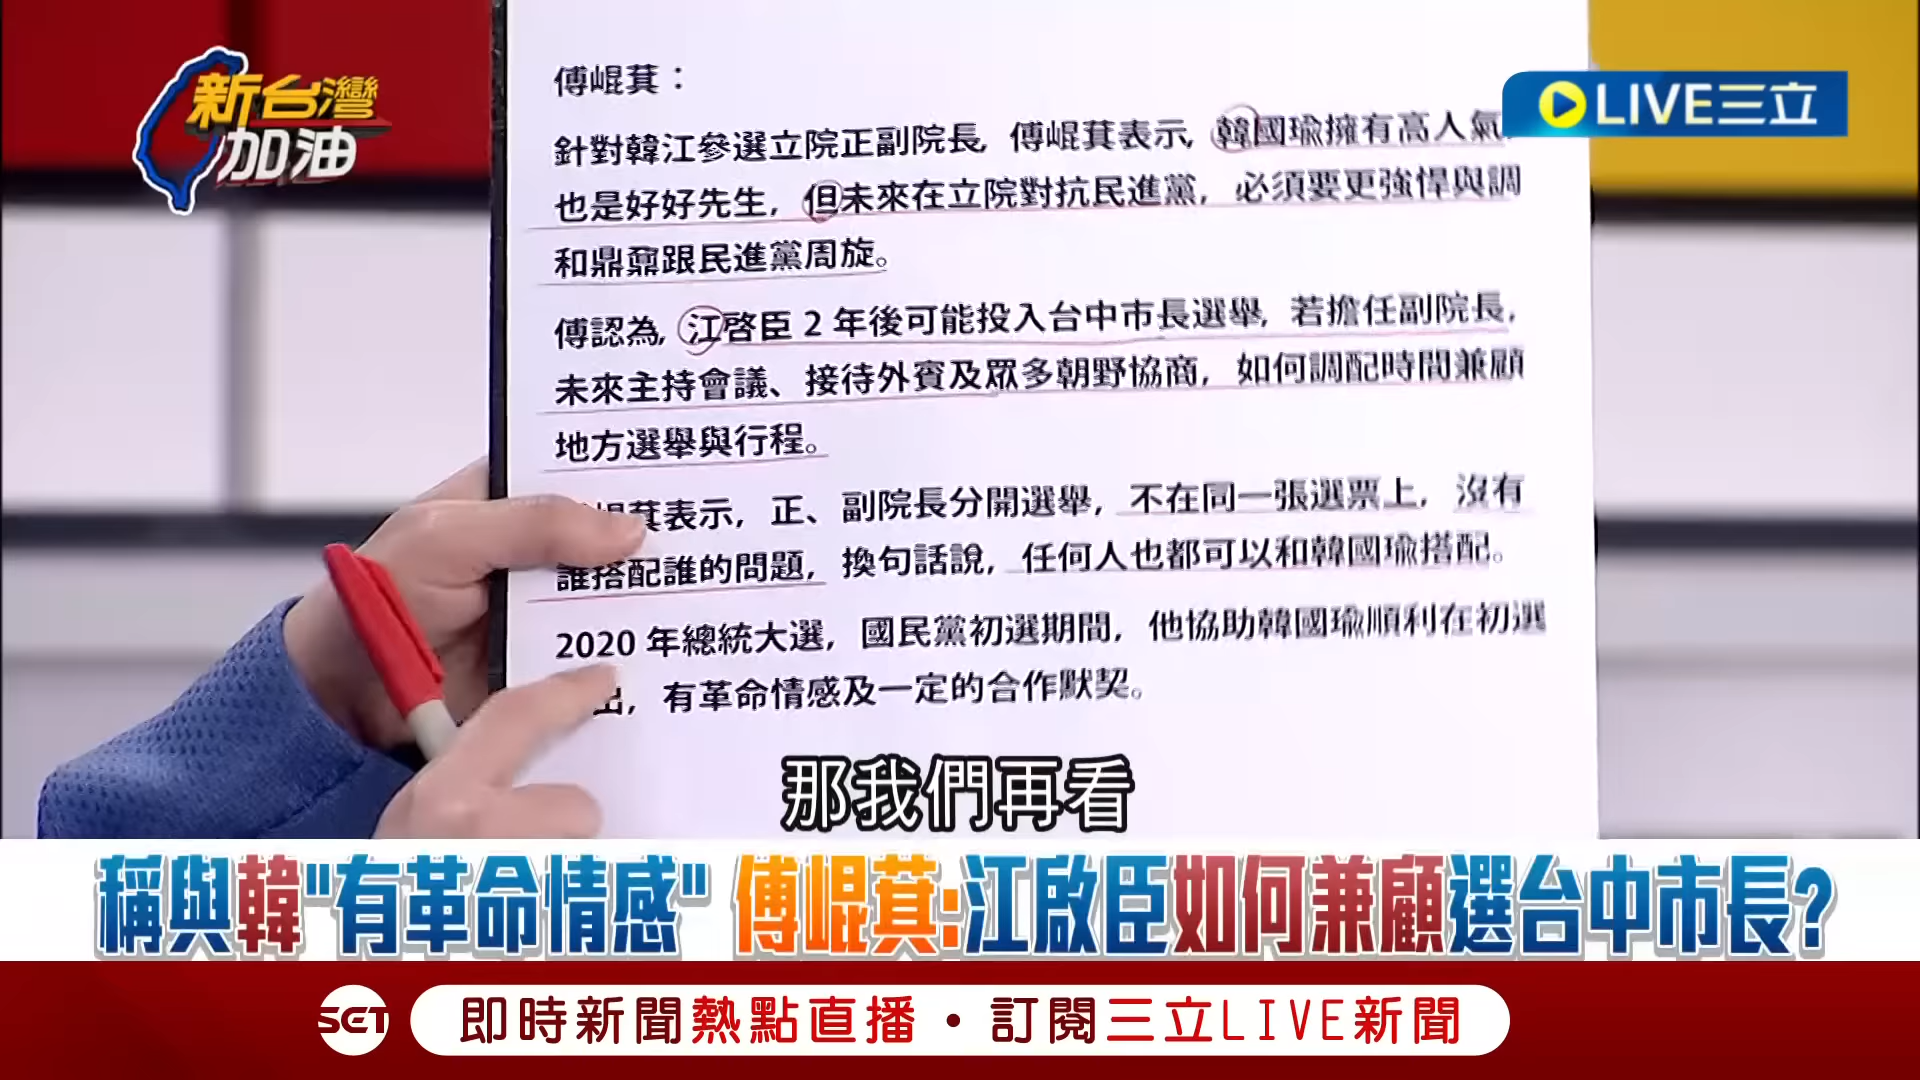 新台灣
加油
LIVE三立
傅崐萁：
針對韓江參選立院正副院長，傅崐萁表示，韓國瑜擁有高人氣，
也是好好先生，但未來在立院對抗民進黨，必須要更強悍與調
和鼎鼐跟民進黨周旋。
傅認為，江啓臣 2 年後可能投入台中市長選舉，若擔任副院長，
未來主持會議、接待外賓及眾多朝野協商，如何調配時間兼顧
地方選舉與行程。
崐萁表示，正、副院長分開選舉，不在同一張選票上，沒有
誰搭配誰的問題，換句話說，任何人也都可以和韓國瑜搭配。
2020 年總統大選，國民黨初選期間，他協助韓國瑜順利在初選
出，有革命情感及一定的合作默契。
那我們再看
稱與韓"有革命情感" 傅崐萁:江啟臣如何兼顧選台中市長?
SET 即時新聞熱點直播・訂閱三立LIVE新聞